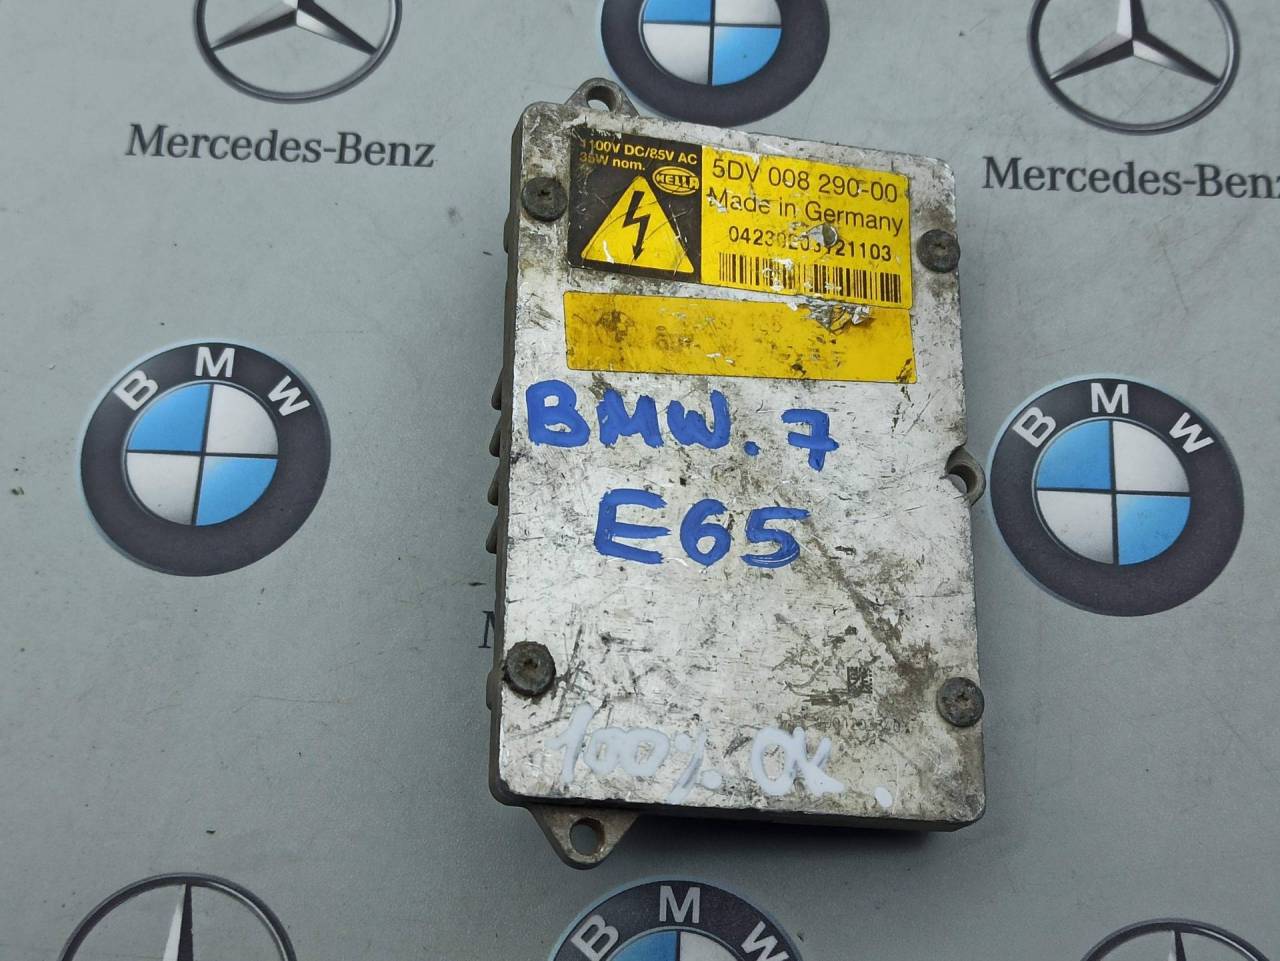 Mercedes-Benz
Mercedes-Benz
1100V DC/85V AC
35W nom.
HELLA
5DV 008 290-00
Made in Germany
BMW
BMW
BMW. 7
E65
100% OK.
BMW